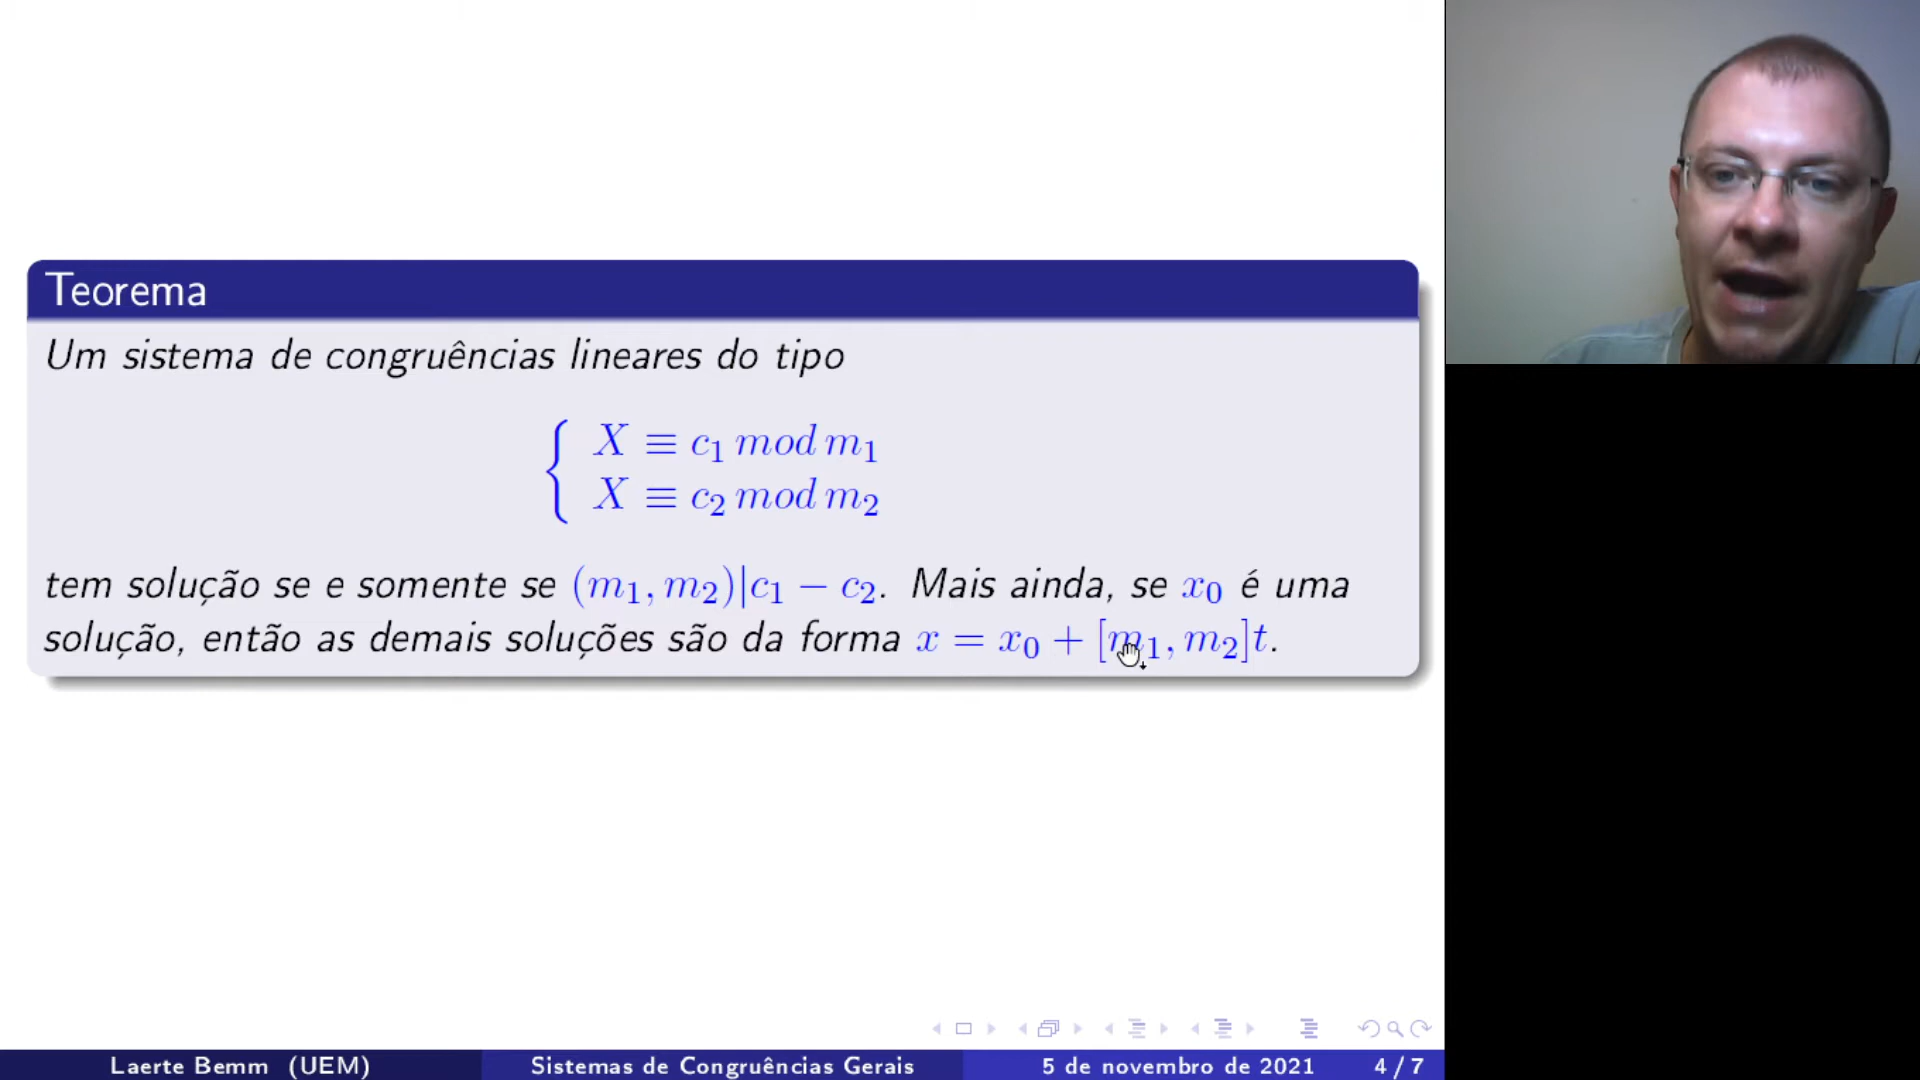 Teorema
Um sistema de congruências lineares do tipo
X ≡ c₁ mod m₁
X ≡ c₂ mod m₂
tem solução se e somente se (m₁, m₂)|c₁ − c₂. Mais ainda, se x₀ é uma
solução, então as demais soluções são da forma x = x₀ + [m₁, m₂]t.
Laerte Bemm (UEM) Sistemas de Congruências Gerais 5 de novembro de 2021 4 / 7